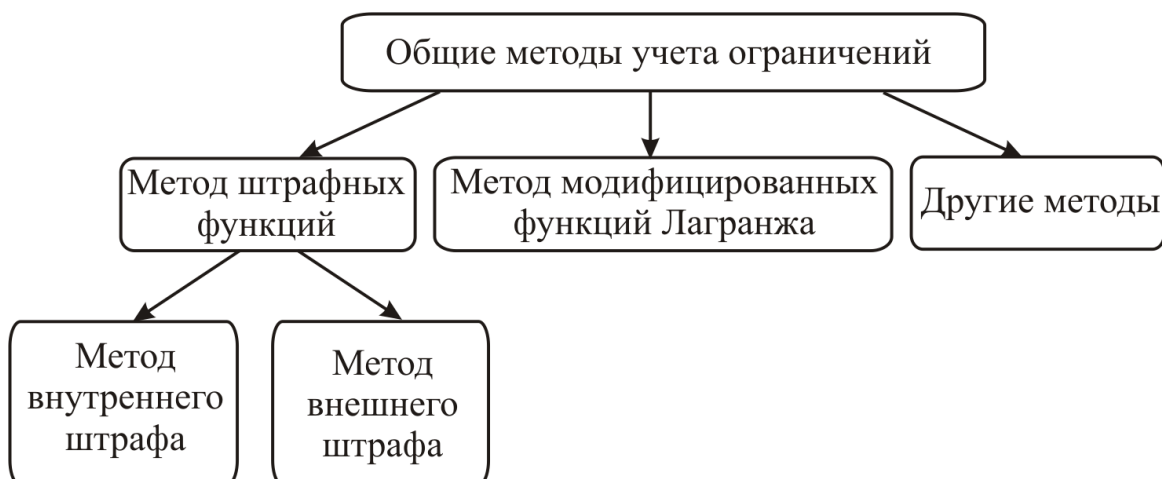 Общие методы учета ограничений
Метод штрафных
функций
Метод модифицированных
функций Лагранжа
Другие методы
Метод
внутреннего
штрафа
Метод
внешнего
штрафа